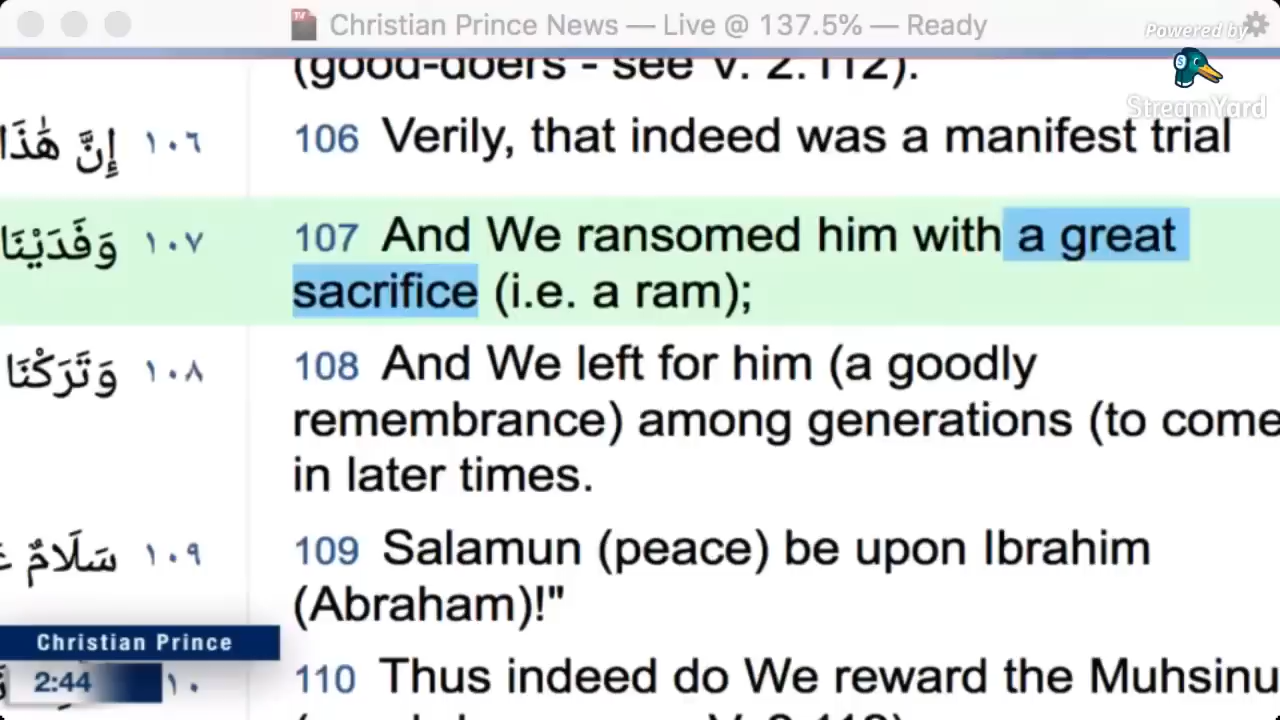 Christian Prince News — Live @ 137.5% — Ready
Powered by
StreamYard
(good-doers - see V. 2:112).
إِنَّ هَٰذَا ١٠٦ 106 Verily, that indeed was a manifest trial
وَفَدَيْنَا ١٠٧ 107 And We ransomed him with a great
sacrifice (i.e. a ram);
وَتَرَكْنَا ١٠٨ 108 And We left for him (a goodly
remembrance) among generations (to come
in later times.
سَلَامٌ ١٠٩ 109 Salamun (peace) be upon Ibrahim
(Abraham)!"
Christian Prince
2:44
110 Thus indeed do We reward the Muhsinu